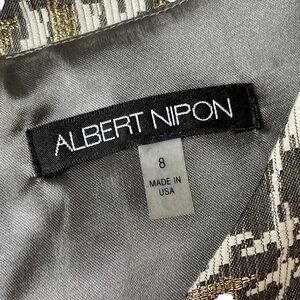 ALBERT NIPON
8
MADE IN
USA